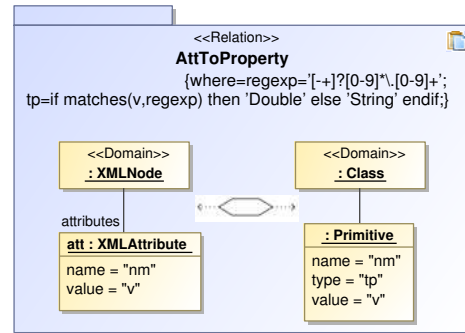 <<Relation>>
AttToProperty
{where=regexp='[-+]?[0-9]*\.[0-9]+';
tp=if matches(v,regexp) then 'Double' else 'String' endif;}
<<Domain>>
: XMLNode
<<Domain>>
: Class
attributes
att : XMLAttribute
name = "nm"
value = "v"
: Primitive
name = "nm"
type = "tp"
value = "v"